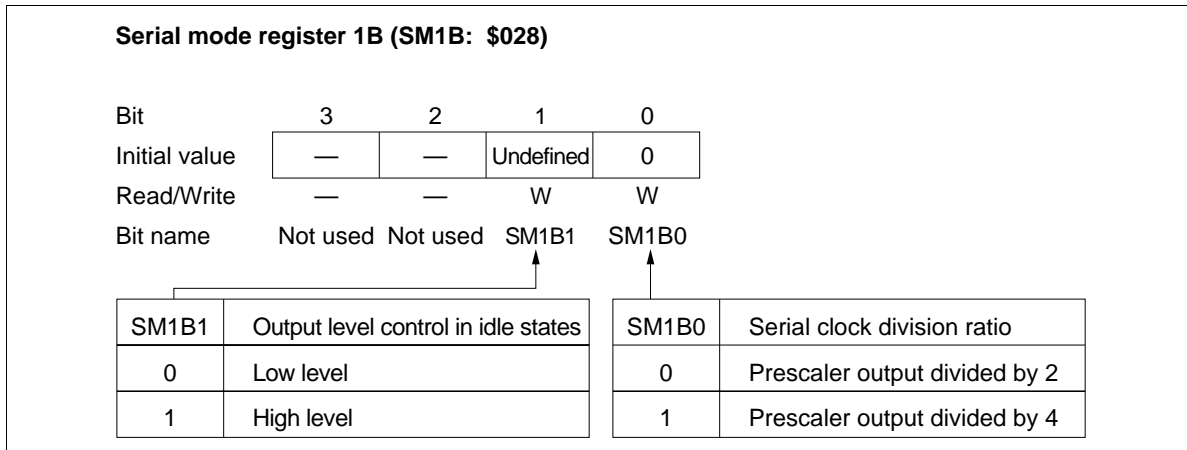 Serial mode register 1B (SM1B: $028)
Bit 3 2 1 0
Initial value — — Undefined 0
Read/Write — — W W
Bit name Not used Not used SM1B1 SM1B0
SM1B1 Output level control in idle states
0 Low level
1 High level
SM1B0 Serial clock division ratio
0 Prescaler output divided by 2
1 Prescaler output divided by 4